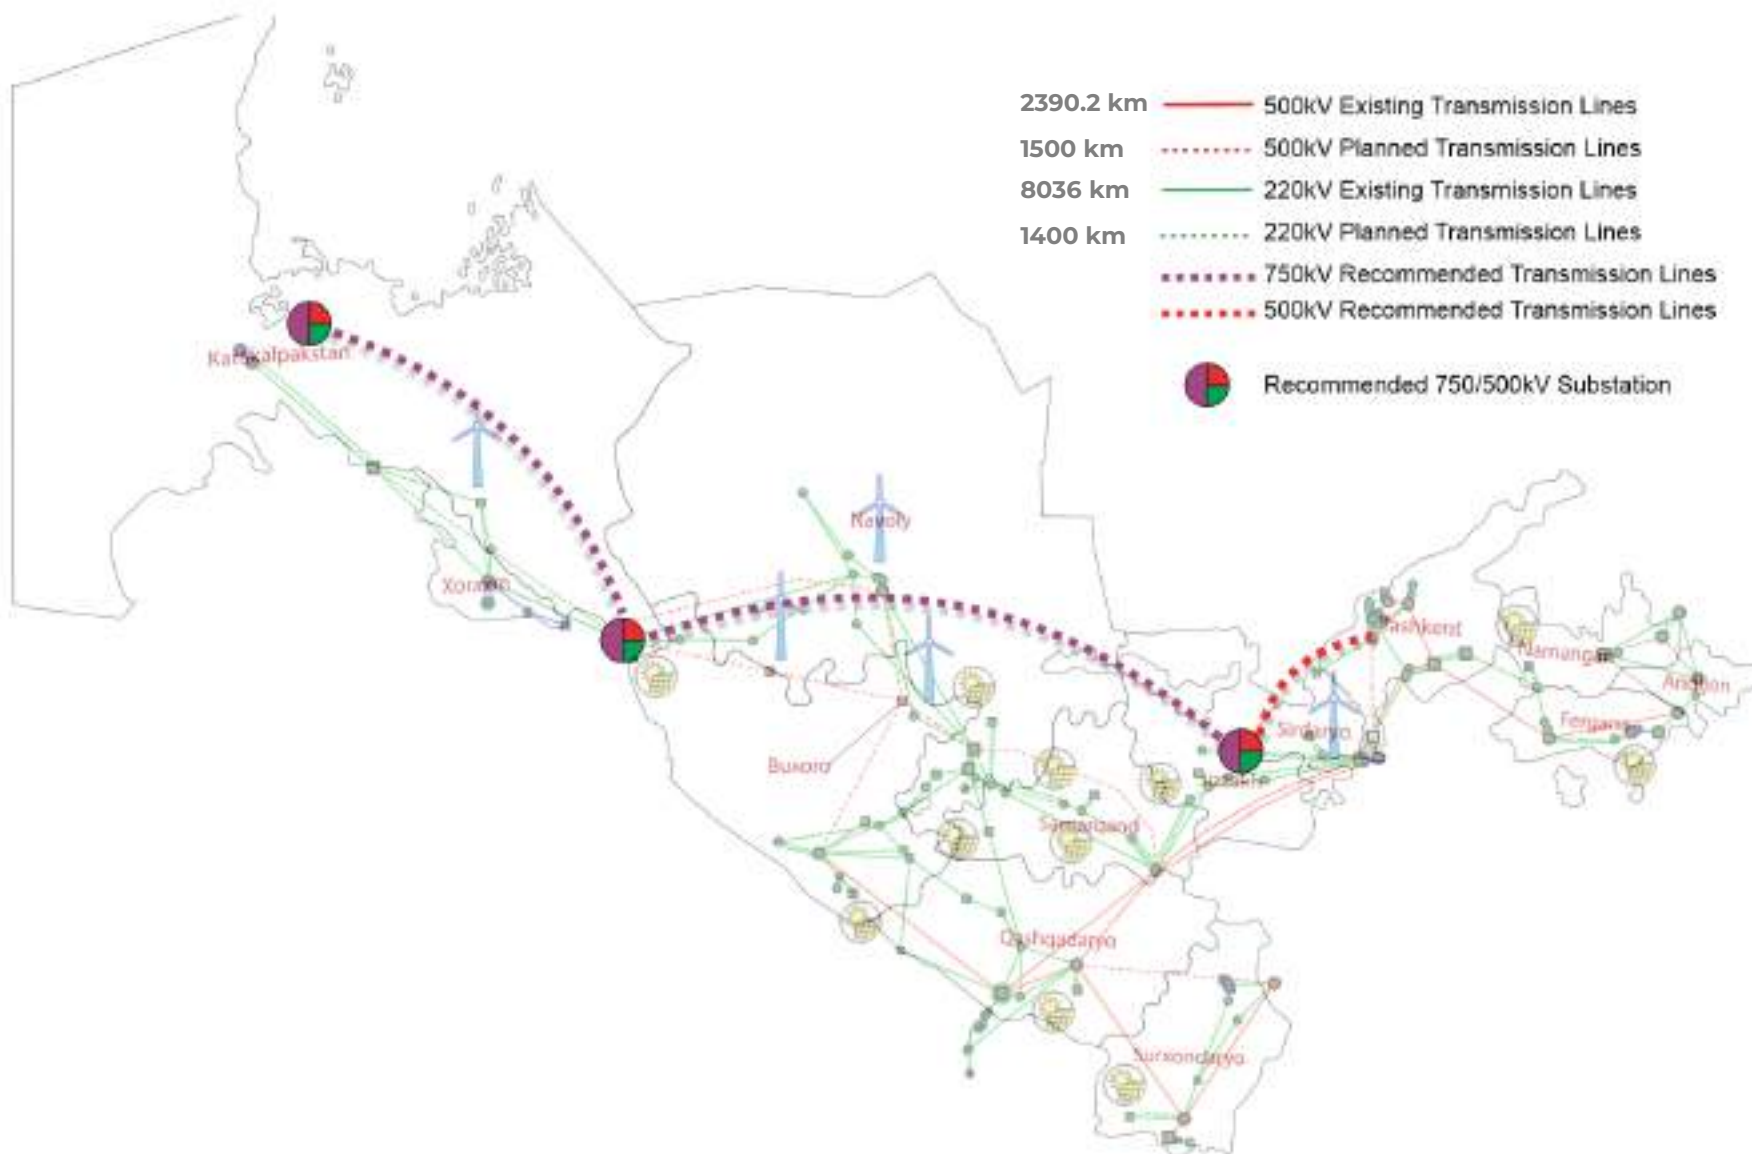 2390.2 km 500kV Existing Transmission Lines
1500 km 500kV Planned Transmission Lines
8036 km 220kV Existing Transmission Lines
1400 km 220kV Planned Transmission Lines
750kV Recommended Transmission Lines
500kV Recommended Transmission Lines
Recommended 750/500kV Substation
Karakalpakstan
Navoiy
Xorazm
Tashkent
Namangan
Andijon
Fergana
Sirdaryo
Buxoro
Samarqand
Qashqadaryo
Surxondaryo